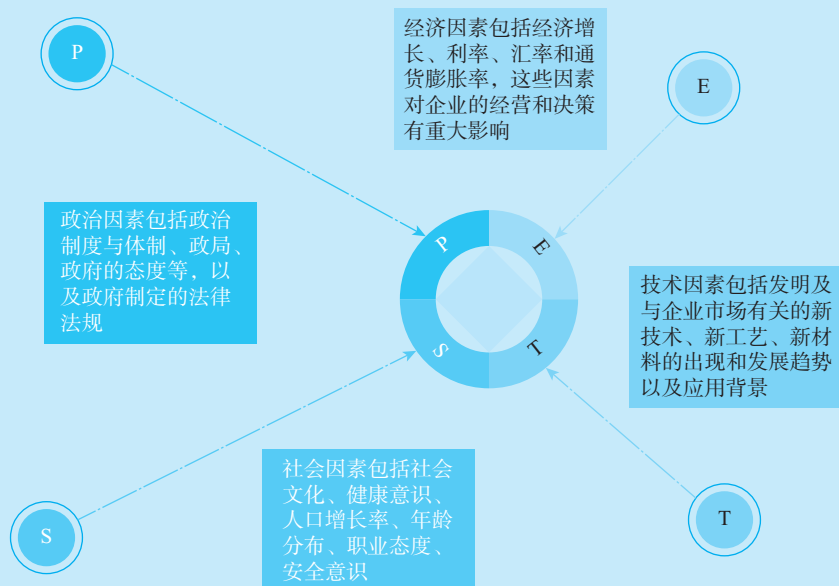 P
经济因素包括经济增
长、利率、汇率和通
货膨胀率，这些因素
对企业的经营和决策
有重大影响
E
政治因素包括政治
制度与体制、政局、
政府的态度等，以
及政府制定的法律
法规
P
E
S
T
技术因素包括发明及
与企业市场有关的新
技术、新工艺、新材
料的出现和发展趋势
以及应用背景
S
社会因素包括社会
文化、健康意识、
人口增长率、年龄
分布、职业态度、
安全意识
T